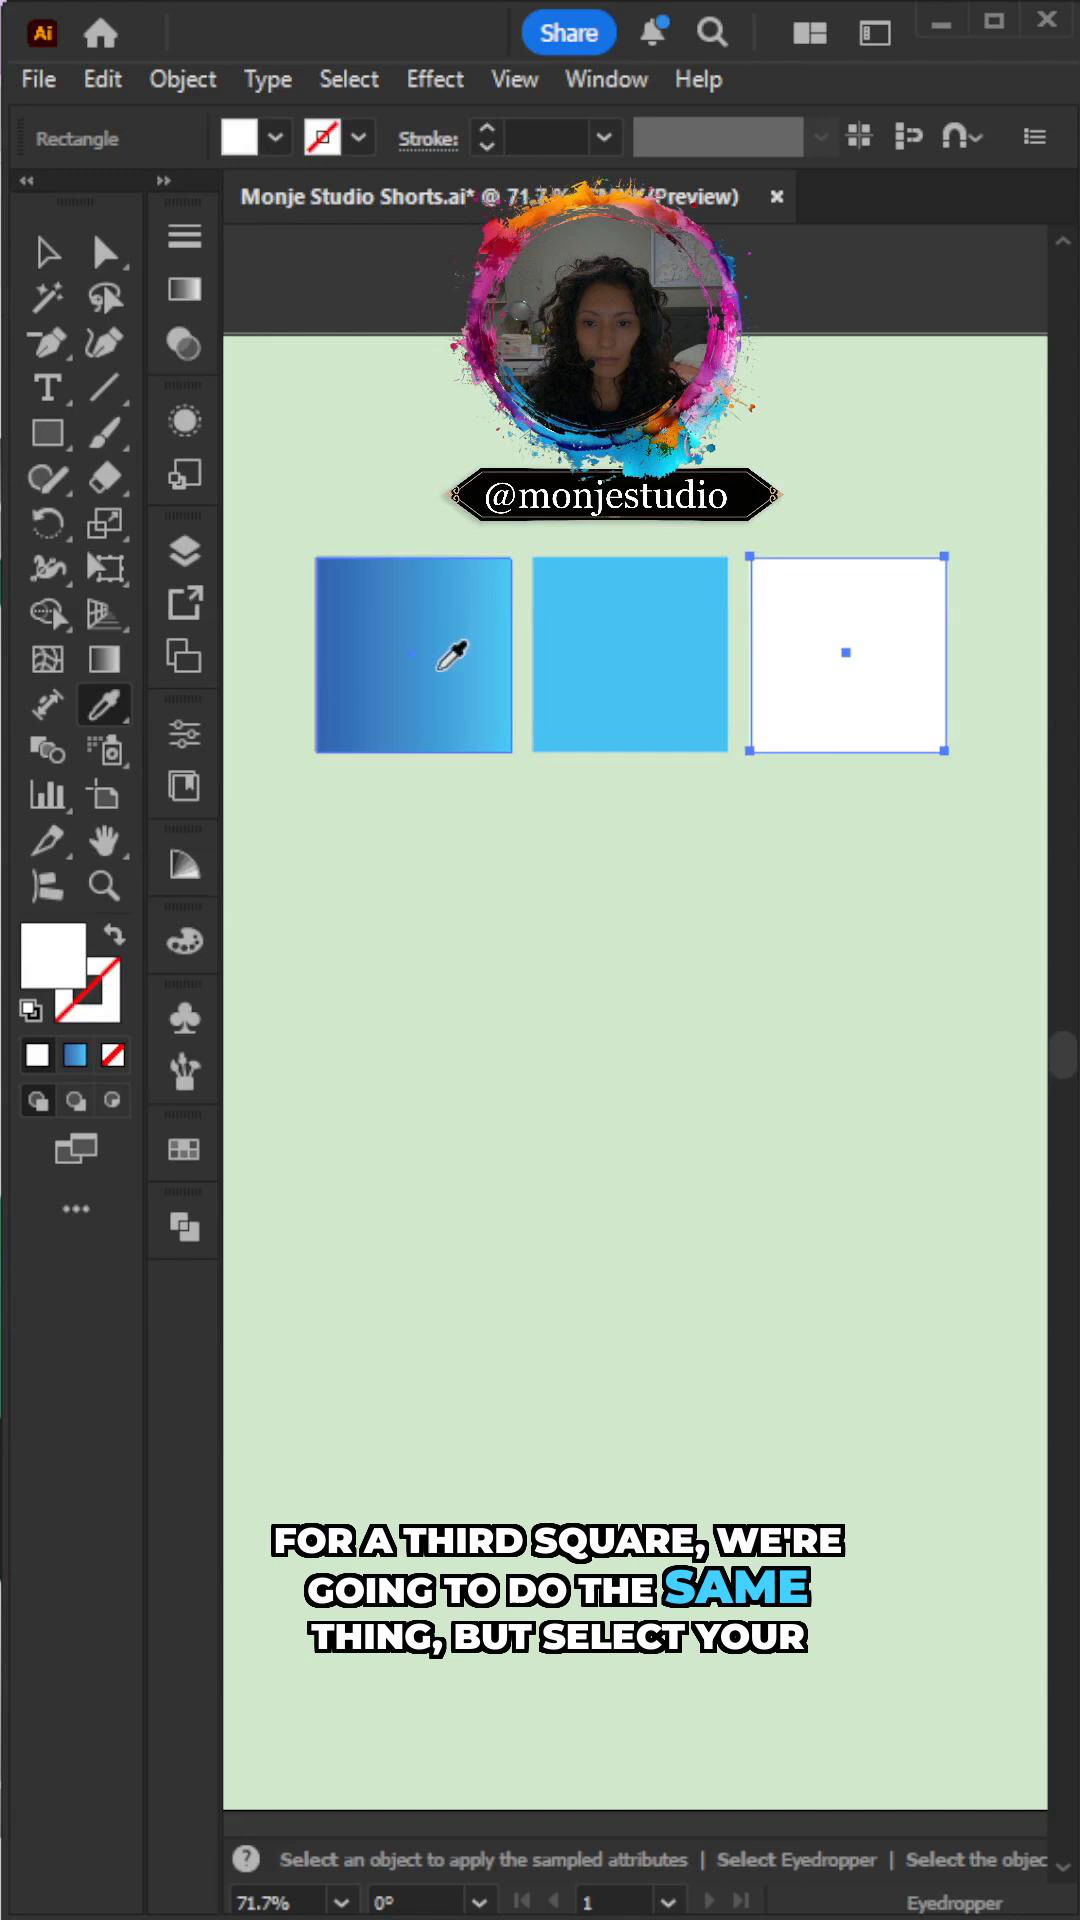 Ai
Share
File Edit Object Type Select Effect View Window Help
Rectangle
Stroke:
Monje Studio Shorts.ai* @ 71.7 % Preview)
@monjestudio
FOR A THIRD SQUARE, WE'RE
GOING TO DO THE SAME
THING, BUT SELECT YOUR
Select an object to apply the sampled attributes | Select Eyedropper | Select the objec
71.7% 0° 1 Eyedropper